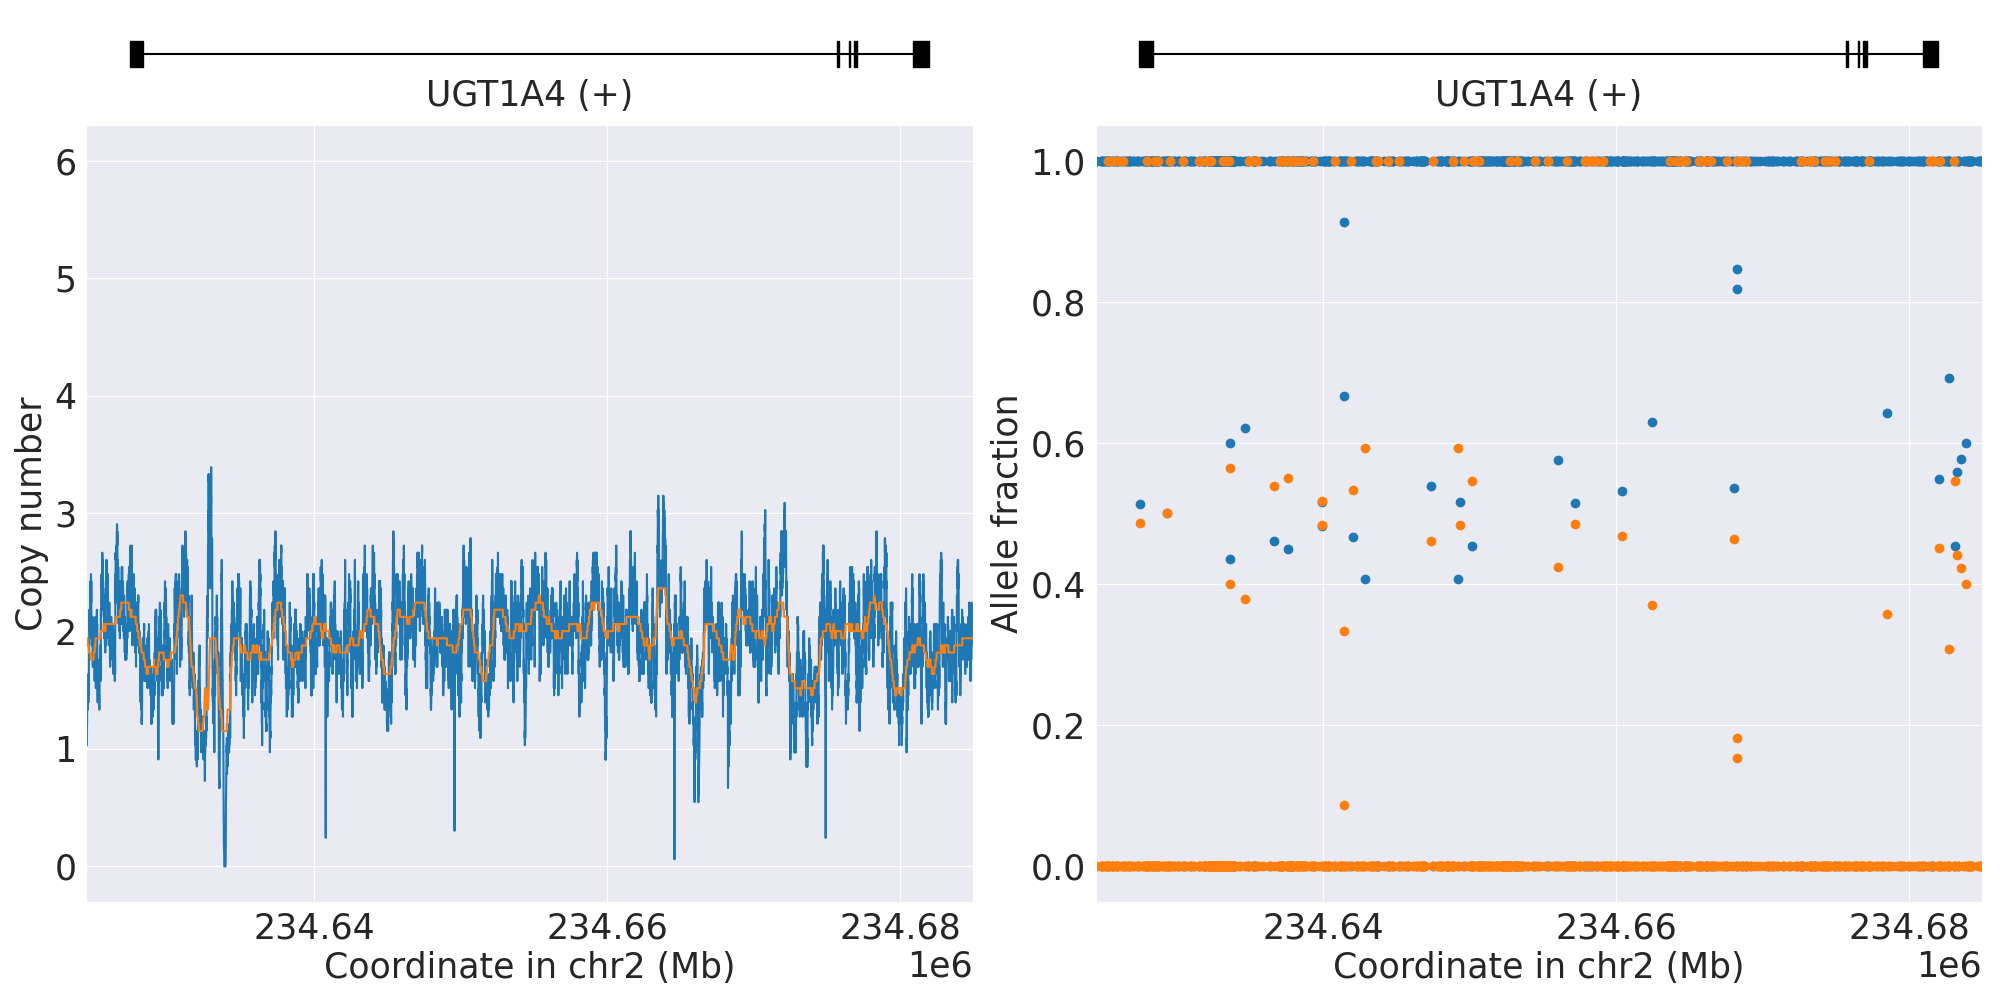 UGT1A4 (+)
6
5
4
3
2
1
0
Copy number
234.64 234.66 234.68
1e6
Coordinate in chr2 (Mb)
UGT1A4 (+)
1.0
0.8
0.6
0.4
0.2
0.0
Allele fraction
234.64 234.66 234.68
1e6
Coordinate in chr2 (Mb)